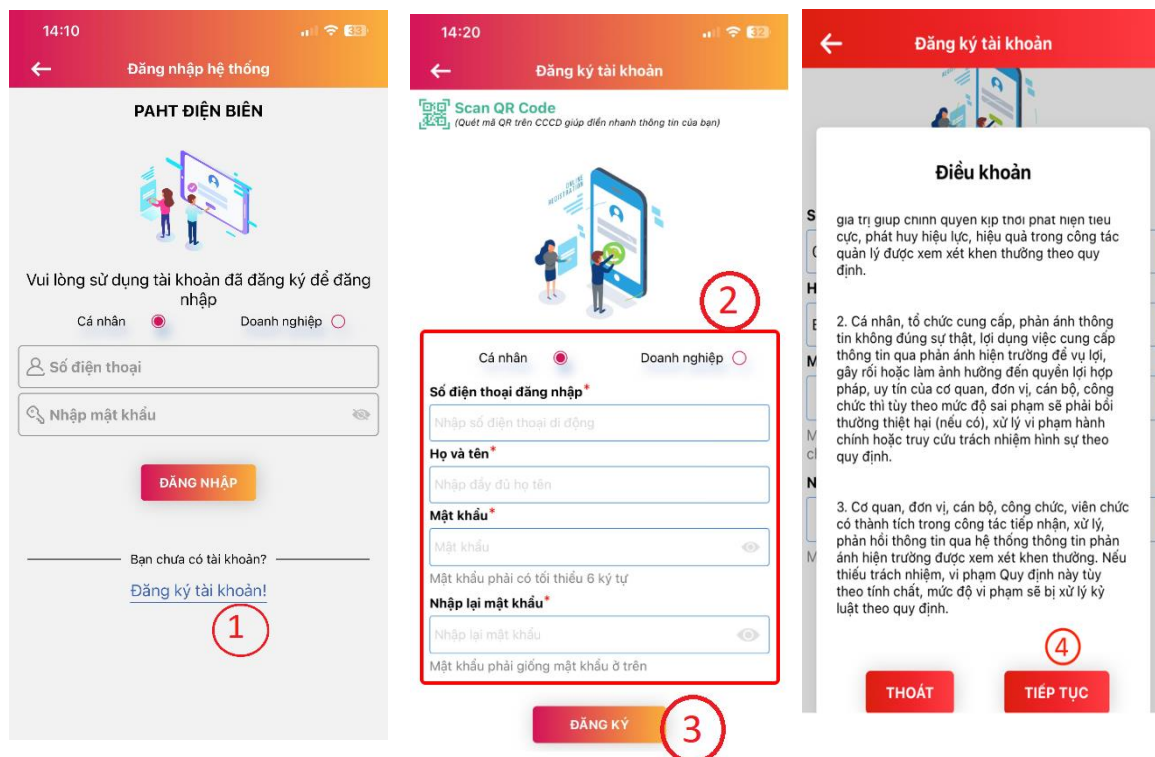 14:10
33
Đăng nhập hệ thống
PAHT ĐIỆN BIÊN
Vui lòng sử dụng tài khoản đã đăng ký để đăng
nhập
Cá nhân
Doanh nghiệp
Số điện thoại
Nhập mật khẩu
ĐĂNG NHẬP
Bạn chưa có tài khoản?
Đăng ký tài khoản!
1
14:20
32
Đăng ký tài khoản
Scan QR Code
(Quét mã QR trên CCCD giúp điền nhanh thông tin của bạn)
ONLINE
REGISTRATION
2
Cá nhân
Doanh nghiệp
Số điện thoại đăng nhập*
Nhập số điện thoại di động
Họ và tên*
Nhập đầy đủ họ tên
Mật khẩu*
Mật khẩu
Mật khẩu phải có tối thiểu 6 ký tự
Nhập lại mật khẩu*
Nhập lại mật khẩu
Mật khẩu phải giống mật khẩu ở trên
ĐĂNG KÝ
3
Đăng ký tài khoản
Điều khoản
giá trị giúp chính quyền kịp thời phát hiện tiêu
cực, phát huy hiệu lực, hiệu quả trong công tác
quản lý được xem xét khen thưởng theo quy
định.
2. Cá nhân, tổ chức cung cấp, phản ánh thông
tin không đúng sự thật, lợi dụng việc cung cấp
thông tin qua phản ánh hiện trường để vụ lợi,
gây rối hoặc làm ảnh hưởng đến quyền lợi hợp
pháp, uy tín của cơ quan, đơn vị, cán bộ, công
chức thì tùy theo mức độ sai phạm sẽ phải bồi
thường thiệt hại (nếu có), xử lý vi phạm hành
chính hoặc truy cứu trách nhiệm hình sự theo
quy định.
3. Cơ quan, đơn vị, cán bộ, công chức, viên chức
có thành tích trong công tác tiếp nhận, xử lý,
phản hồi thông tin qua hệ thống thông tin phản
ánh hiện trường được xem xét khen thưởng. Nếu
thiếu trách nhiệm, vi phạm Quy định này tùy
theo tính chất, mức độ vi phạm sẽ bị xử lý kỷ
luật theo quy định.
4
THOÁT
TIẾP TỤC